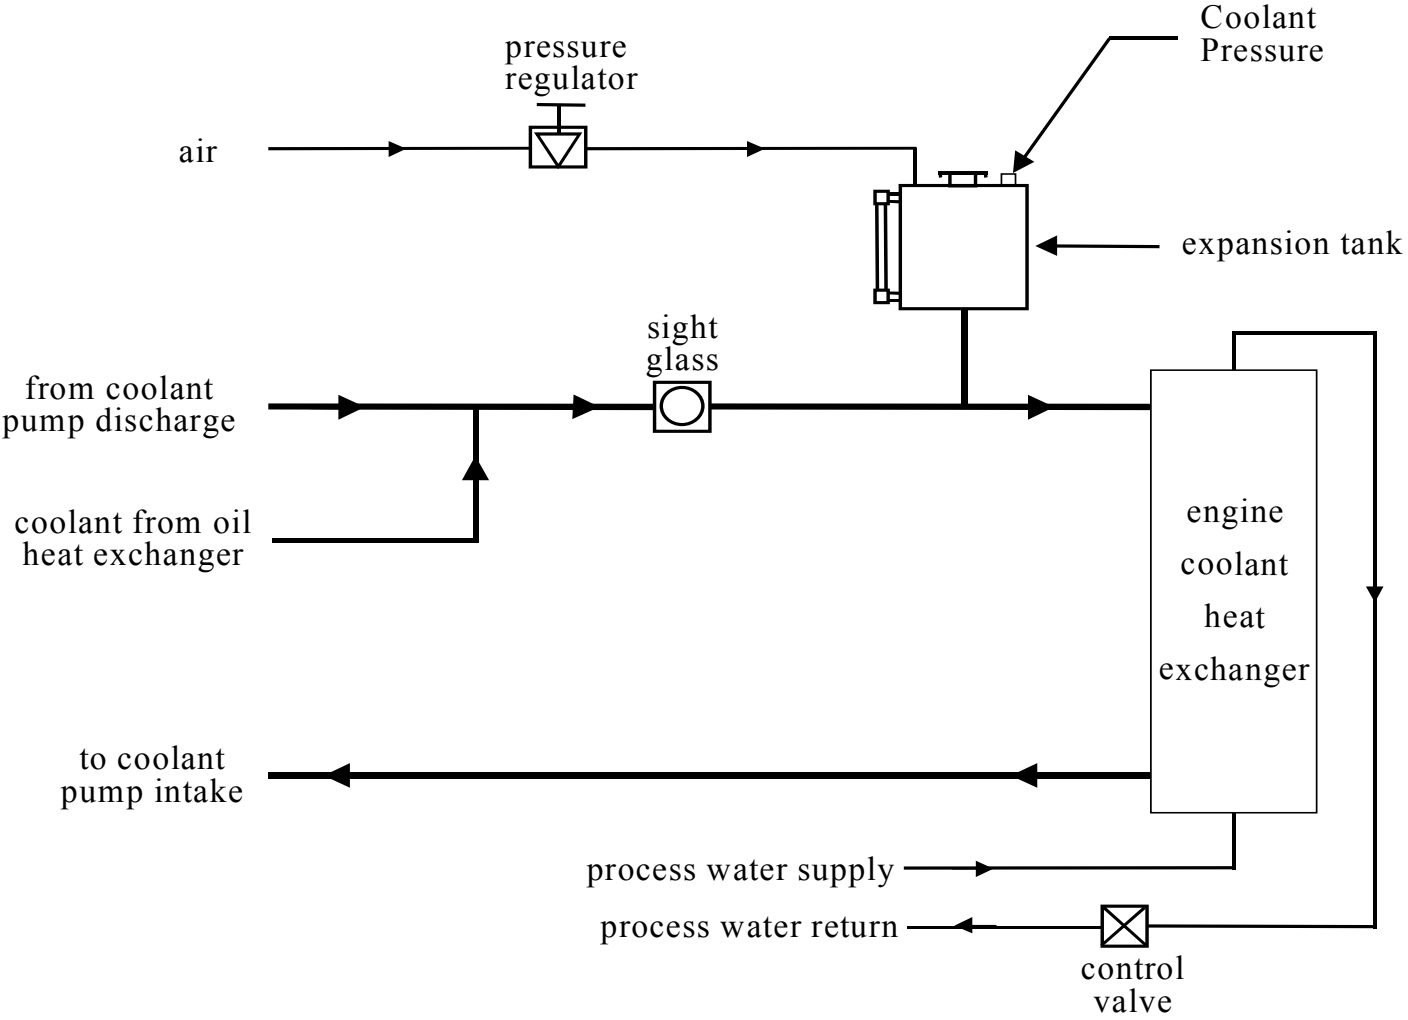 Coolant
Pressure
pressure
regulator
air
expansion tank
sight
glass
from coolant
pump discharge
coolant from oil
heat exchanger
engine
coolant
heat
exchanger
to coolant
pump intake
process water supply
process water return
control
valve